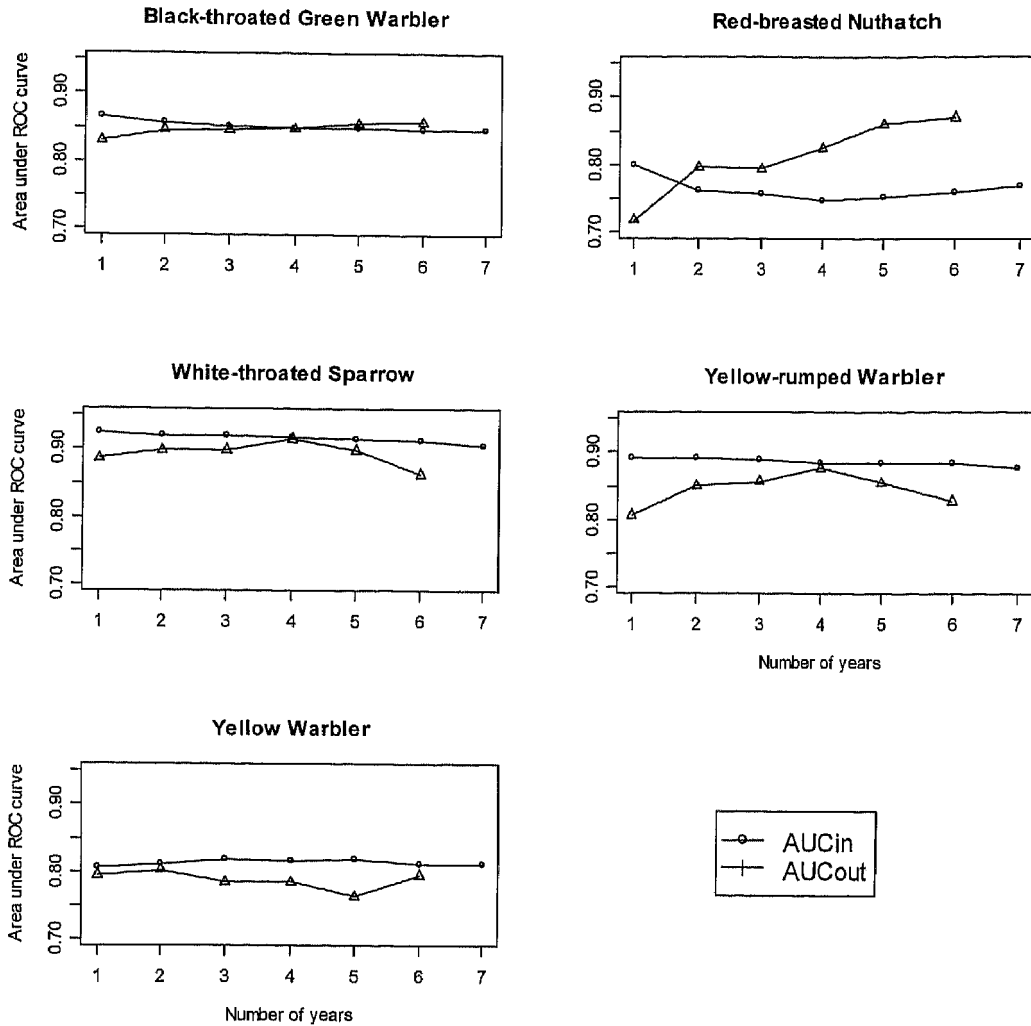 Black-throated Green Warbler
Area under ROC curve
0.90
0.80
0.70
1 2 3 4 5 6 7
Red-breasted Nuthatch
0.90
0.80
0.70
1 2 3 4 5 6 7
White-throated Sparrow
Area under ROC curve
0.90
0.80
0.70
1 2 3 4 5 6 7
Yellow-rumped Warbler
0.90
0.80
0.70
1 2 3 4 5 6 7
Number of years
Yellow Warbler
Area under ROC curve
0.90
0.80
0.70
1 2 3 4 5 6 7
Number of years
AUCin
AUCout